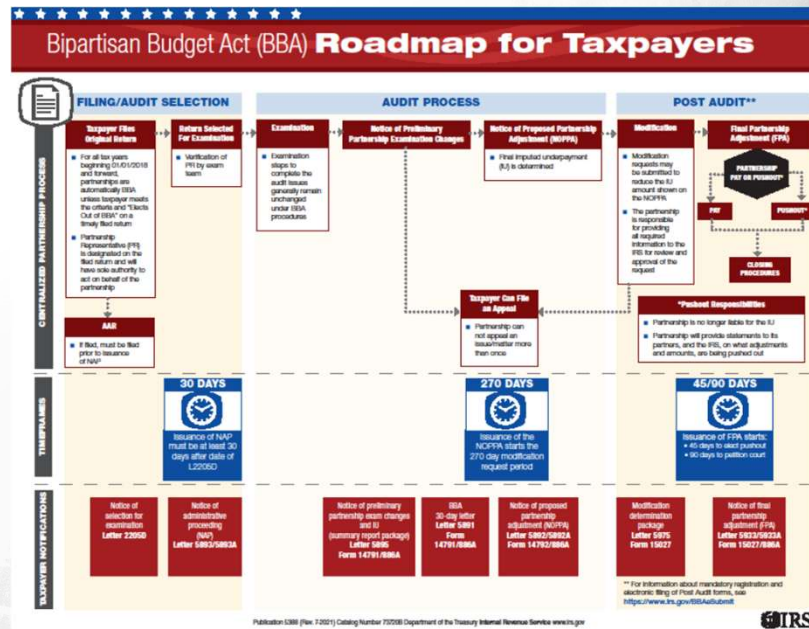 Bipartisan Budget Act (BBA) Roadmap for Taxpayers
FILING/AUDIT SELECTION
AUDIT PROCESS
POST AUDIT**
CENTRALIZED PARTNERSHIP PROCESS
Taxpayer Files
Original Return
For all tax years
beginning 01/01/2018
and forward,
partnerships are
automatically BBA
unless taxpayer meets
the criteria and "Elects
Out of BBA" on a
timely filed return
Partnership
Representative (PR)
is designated on the
filed return and will
have sole authority to
act on behalf of the
partnership
AAR
If filed, must be filed
prior to issuance
of NAP
Return Selected
For Examination
Verification of
PR by exam
team
Examination
Examination
steps to
complete the
audit issues
generally remain
unchanged
under BBA
procedures
Notice of Preliminary
Partnership Examination Changes
Notice of Proposed Partnership
Adjustment (NOPPA)
Final imputed underpayment
(IU) is determined
Taxpayer Can File
an Appeal
Partnership can
not appeal an
issue/matter more
than once
Modification
Modification
requests may
be submitted to
reduce the IU
amount shown on
the NOPPA
The partnership
is responsible
for providing
all required
information to the
IRS for review and
approval of the
request
Final Partnership
Adjustment (FPA)
PARTNERSHIP
PAY OR PUSHOUT*
PAY
PUSHOUT*
CLOSING
PROCEDURES
*Pushout Responsibilities
Partnership is no longer liable for the IU
Partnership will provide statements to its
partners, and the IRS, on what adjustments
and amounts, are being pushed out
TIMEFRAMES
30 DAYS
Issuance of NAP
must be at least 30
days after date of
L2205D
270 DAYS
Issuance of the
NOPPA starts the
270 day modification
request period
45/90 DAYS
Issuance of FPA starts:
• 45 days to elect pushout
• 90 days to petition court
TAXPAYER NOTIFICATIONS
Notice of
selection for
examination
Letter 2205D
Notice of
administrative
proceeding
(NAP)
Letter 5893/5893A
Notice of preliminary
partnership exam changes
and IU
(summary report package)
Letter 5895
Form 14791/886A
BBA
30-day letter
Letter 5891
Form
14791/886A
Notice of proposed
partnership
adjustment (NOPPA)
Letter 5892/5892A
Form 14792/886A
Modification
determination
package
Letter 5975
Form 15027
Notice of final
partnership
adjustment (FPA)
Letter 5933/5933A
Form 15027/886A
** For information about mandatory registration and
electronic filing of Post Audit forms, see
https://www.irs.gov/BBAeSubmit
Publication 5388 (Rev. 7-2021) Catalog Number 73720B Department of the Treasury Internal Revenue Service www.irs.gov
IRS